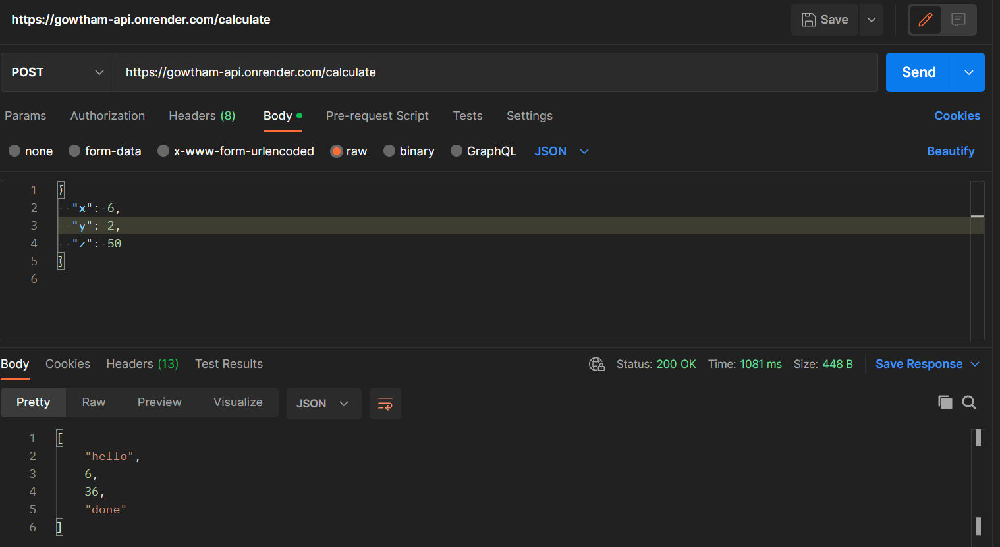 https://gowtham-api.onrender.com/calculate
Save
POST
https://gowtham-api.onrender.com/calculate
Send
Params Authorization Headers (8) Body Pre-request Script Tests Settings Cookies
none form-data x-www-form-urlencoded raw binary GraphQL JSON Beautify
1 {
2 "x": 6,
3 "y": 2,
4 "z": 50
5 }
6
Body Cookies Headers (13) Test Results Status: 200 OK Time: 1081 ms Size: 448 B Save Response
Pretty Raw Preview Visualize JSON
1 [
2 "hello",
3 6,
4 36,
5 "done"
6 ]